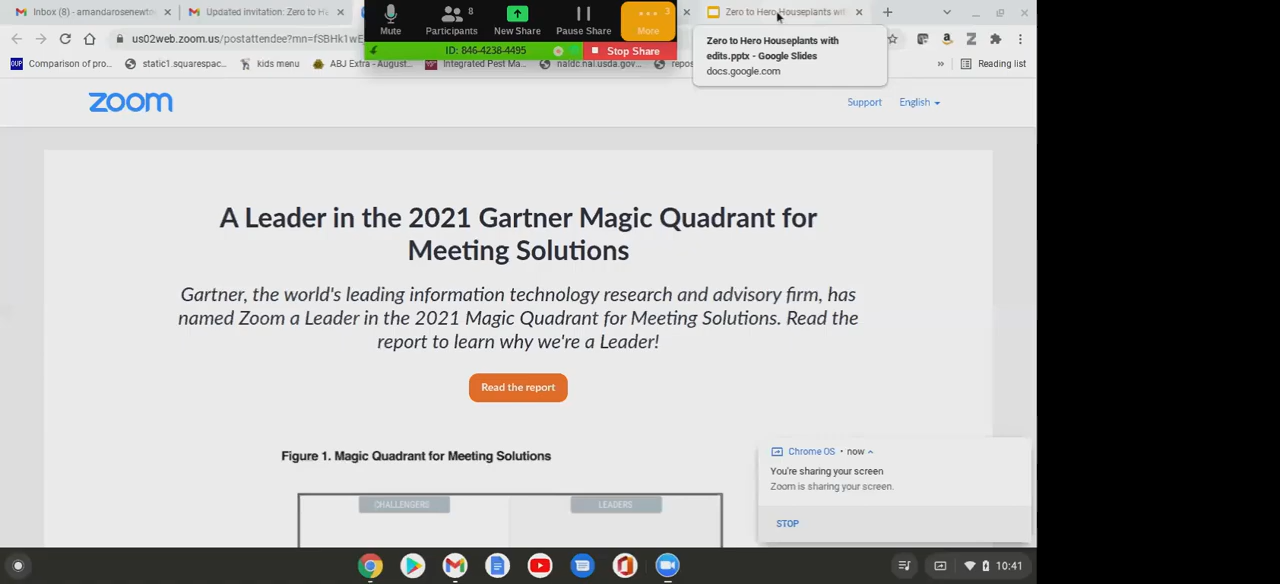 Inbox (8) - amandarosenewto
Updated invitation: Zero to He
Zero to Hero Houseplants wit
Mute
Participants
8
New Share
Pause Share
More
3
us02web.zoom.us/postattendee?mn=fSBHk1wE
ID: 846-4238-4495
Stop Share
Zero to Hero Houseplants with
edits.pptx - Google Slides
docs.google.com
Comparison of pro...
static1.squarespac...
kids menu
ABJ Extra - August...
Integrated Pest Ma...
naldc.nal.usda.gov...
repos
»
Reading list
zoom
Support
English
A Leader in the 2021 Gartner Magic Quadrant for
Meeting Solutions
Gartner, the world's leading information technology research and advisory firm, has
named Zoom a Leader in the 2021 Magic Quadrant for Meeting Solutions. Read the
report to learn why we're a Leader!
Read the report
Figure 1. Magic Quadrant for Meeting Solutions
CHALLENGERS
LEADERS
Chrome OS • now
You're sharing your screen
Zoom is sharing your screen.
STOP
10:41